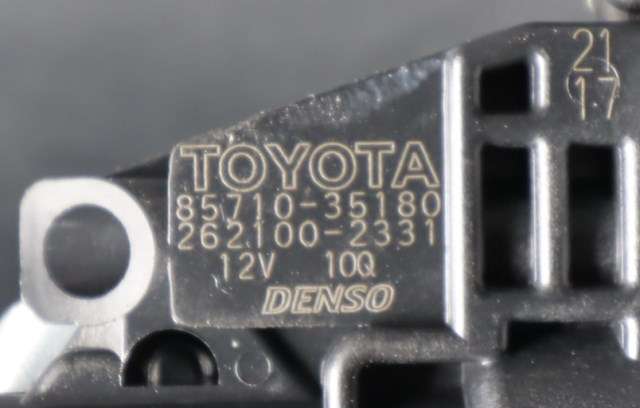 21
17
TOYOTA
85710-35180
262100-2331
12V 10Q
DENSO